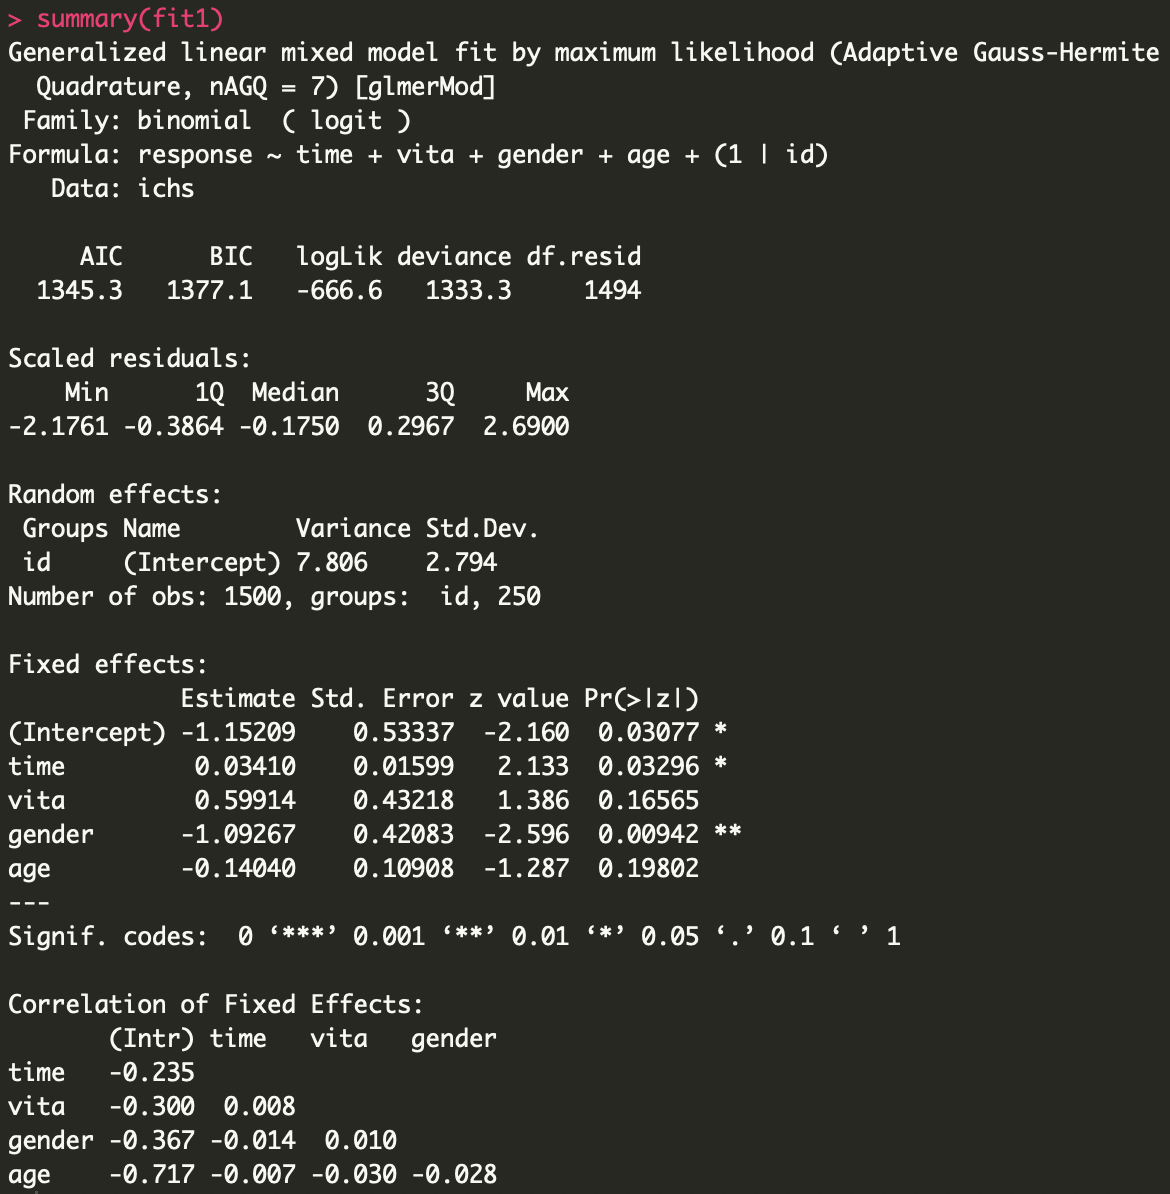 > summary(fit1)
Generalized linear mixed model fit by maximum likelihood (Adaptive Gauss-Hermite
  Quadrature, nAGQ = 7) [glmerMod]
 Family: binomial  ( logit )
Formula: response ~ time + vita + gender + age + (1 | id)
   Data: ichs

     AIC      BIC   logLik deviance df.resid
  1345.3   1377.1   -666.6   1333.3     1494

Scaled residuals:
    Min      1Q  Median      3Q     Max
-2.1761 -0.3864 -0.1750  0.2967  2.6900

Random effects:
 Groups Name        Variance Std.Dev.
 id     (Intercept) 7.806    2.794
Number of obs: 1500, groups:  id, 250

Fixed effects:
            Estimate Std. Error z value Pr(>|z|)
(Intercept) -1.15209    0.53337  -2.160  0.03077 *
time         0.03410    0.01599   2.133  0.03296 *
vita         0.59914    0.43218   1.386  0.16565
gender      -1.09267    0.42083  -2.596  0.00942 **
age         -0.14040    0.10908  -1.287  0.19802
---
Signif. codes:  0 ‘***’ 0.001 ‘**’ 0.01 ‘*’ 0.05 ‘.’ 0.1 ‘ ’ 1

Correlation of Fixed Effects:
       (Intr) time   vita   gender
time   -0.235
vita   -0.300  0.008
gender -0.367 -0.014  0.010
age    -0.717 -0.007 -0.030 -0.028